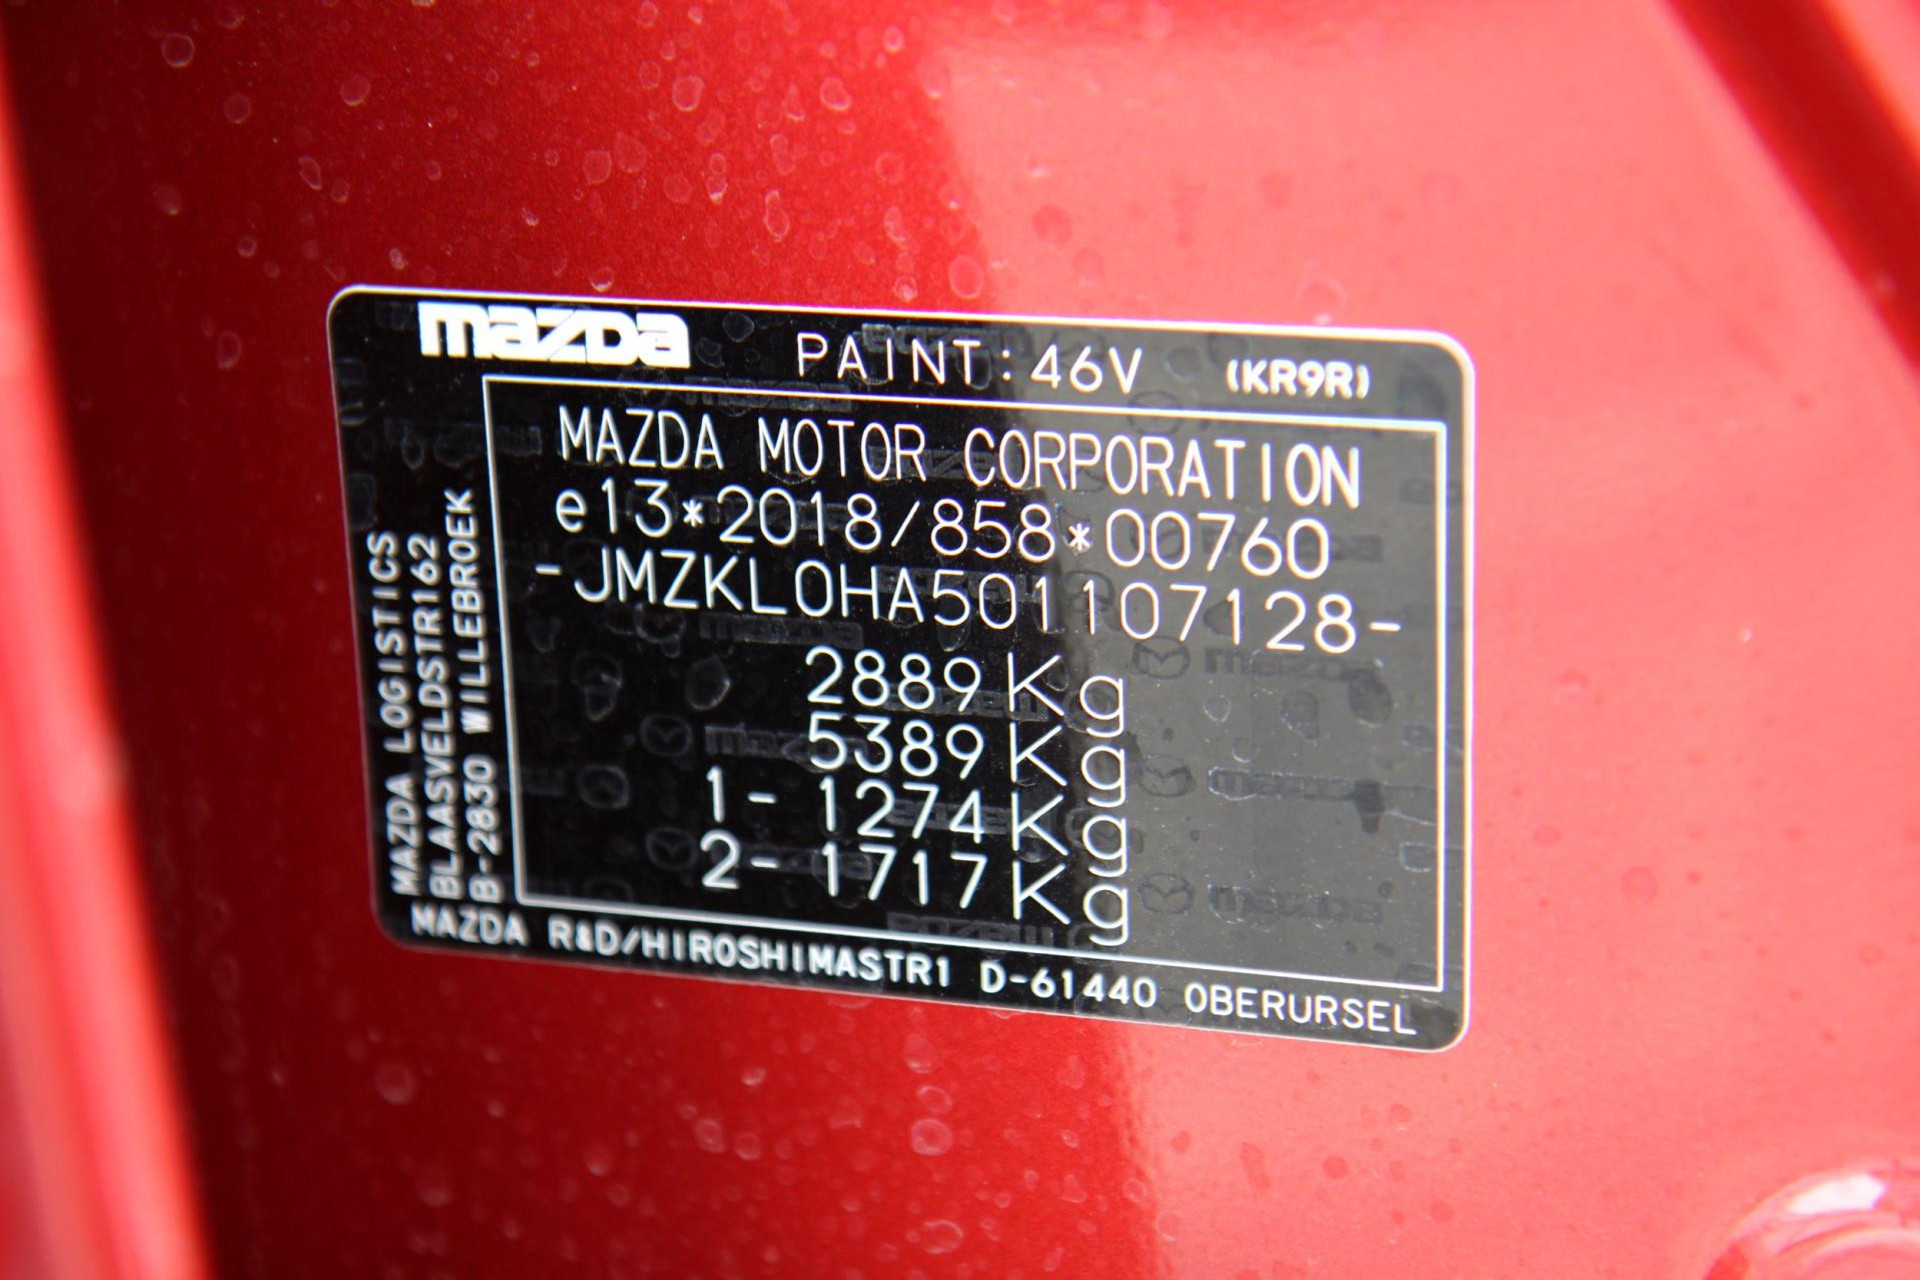 mazda PAINT:46V (KR9R)
MAZDA MOTOR CORPORATION
e13*2018/858*00760
-JMZKL0HA501107128-
2889Kg
5389Kg
1- 1274Kg
2- 1717Kg
MAZDA LOGISTICS
BLAASVELDSTR162
B-2830 WILLEBROEK
MAZDA R&D/HIROSHIMASTR1 D-61440 OBERURSEL